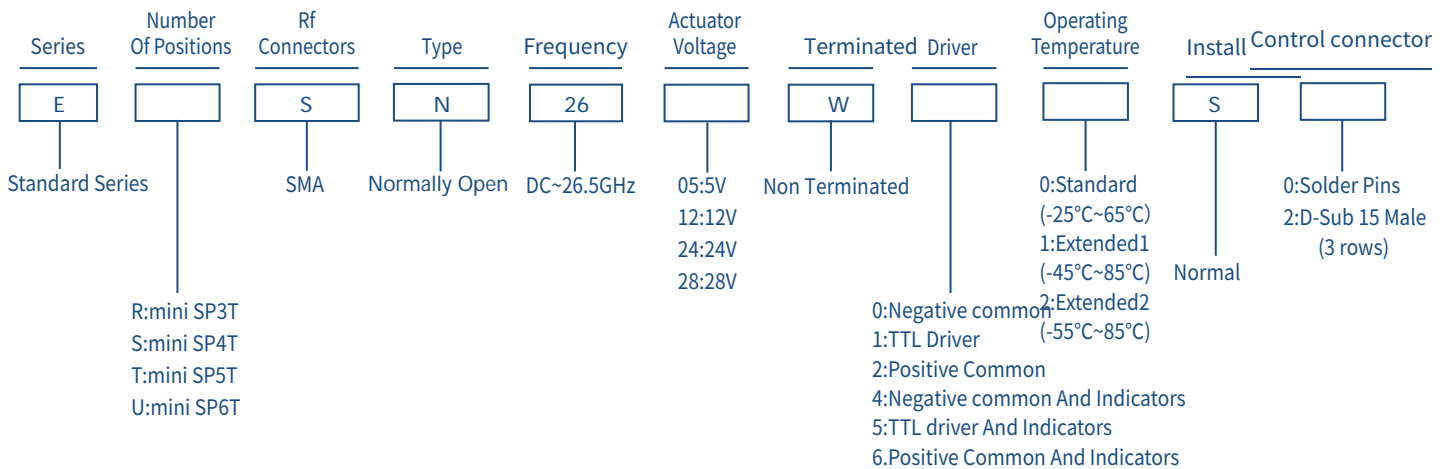 Series
Number
Of Positions
Rf
Connectors
Type
Frequency
Actuator
Voltage
Terminated
Driver
Operating
Temperature
Install
Control connector
E
S
N
26
W
S
Standard Series
SMA
Normally Open
DC~26.5GHz
05:5V
12:12V
24:24V
28:28V
Non Terminated
0:Standard
(-25°C~65°C)
1:Extended1
(-45°C~85°C)
2:Extended2
(-55°C~85°C)
Normal
0:Solder Pins
2:D-Sub 15 Male
(3 rows)
R:mini SP3T
S:mini SP4T
T:mini SP5T
U:mini SP6T
0:Negative common
1:TTL Driver
2:Positive Common
4:Negative common And Indicators
5:TTL driver And Indicators
6.Positive Common And Indicators